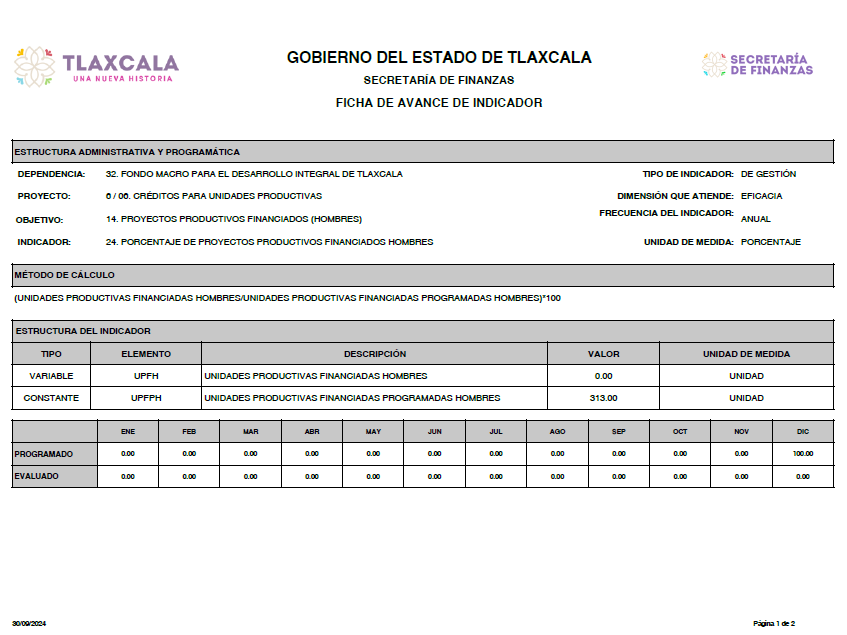 TLAXCALA
UNA NUEVA HISTORIA
GOBIERNO DEL ESTADO DE TLAXCALA
SECRETARÍA DE FINANZAS
FICHA DE AVANCE DE INDICADOR
SECRETARÍA
DE FINANZAS
ESTRUCTURA ADMINISTRATIVA Y PROGRAMÁTICA
DEPENDENCIA: 32. FONDO MACRO PARA EL DESARROLLO INTEGRAL DE TLAXCALA TIPO DE INDICADOR: DE GESTIÓN
PROYECTO: 6 / 06. CRÉDITOS PARA UNIDADES PRODUCTIVAS DIMENSIÓN QUE ATIENDE: EFICACIA
OBJETIVO: 14. PROYECTOS PRODUCTIVOS FINANCIADOS (HOMBRES) FRECUENCIA DEL INDICADOR: ANUAL
INDICADOR: 24. PORCENTAJE DE PROYECTOS PRODUCTIVOS FINANCIADOS HOMBRES UNIDAD DE MEDIDA: PORCENTAJE
MÉTODO DE CÁLCULO
(UNIDADES PRODUCTIVAS FINANCIADAS HOMBRES/UNIDADES PRODUCTIVAS FINANCIADAS PROGRAMADAS HOMBRES)*100
ESTRUCTURA DEL INDICADOR
TIPO ELEMENTO DESCRIPCIÓN VALOR UNIDAD DE MEDIDA
VARIABLE UPFH UNIDADES PRODUCTIVAS FINANCIADAS HOMBRES 0.00 UNIDAD
CONSTANTE UPFPH UNIDADES PRODUCTIVAS FINANCIADAS PROGRAMADAS HOMBRES 313.00 UNIDAD
ENE FEB MAR ABR MAY JUN JUL AGO SEP OCT NOV DIC
PROGRAMADO 0.00 0.00 0.00 0.00 0.00 0.00 0.00 0.00 0.00 0.00 0.00 100.00
EVALUADO 0.00 0.00 0.00 0.00 0.00 0.00 0.00 0.00 0.00 0.00 0.00 0.00
30/09/2024 Página 1 de 2